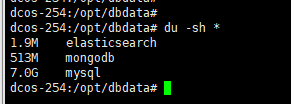 dcos-254:/opt/dbdata#
dcos-254:/opt/dbdata# du -sh *
1.9M elasticsearch
513M mongodb
7.0G mysql
dcos-254:/opt/dbdata#